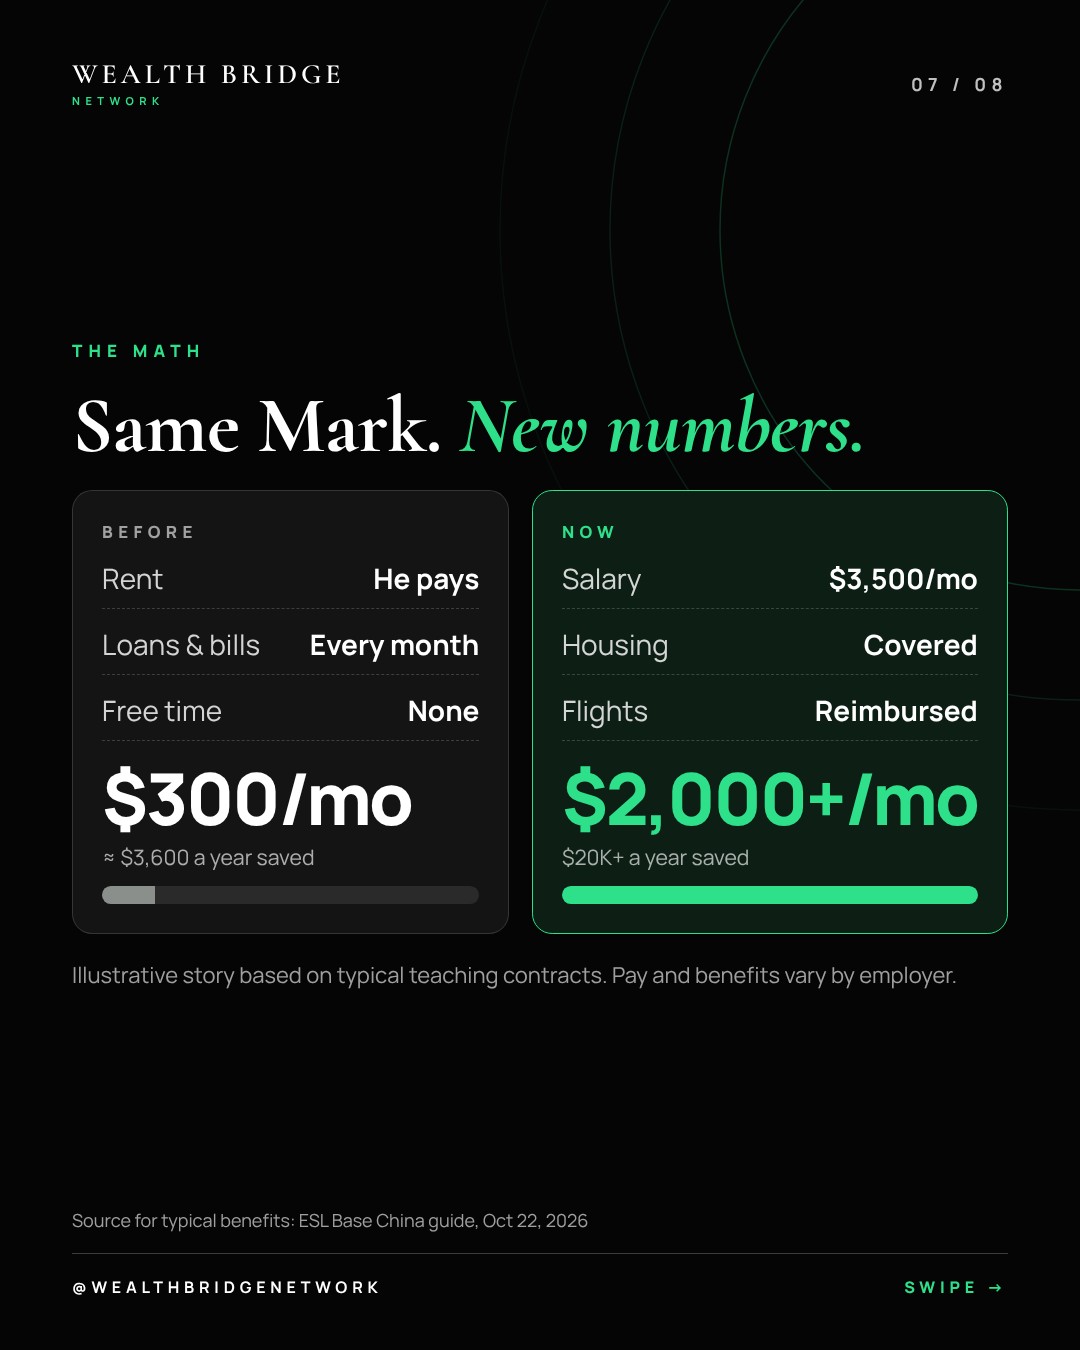 WEALTH BRIDGE
NETWORK
07 / 08
THE MATH
Same Mark. New numbers.
BEFORE
Rent He pays
Loans & bills Every month
Free time None
$300/mo
≈ $3,600 a year saved
NOW
Salary $3,500/mo
Housing Covered
Flights Reimbursed
$2,000+/mo
$20K+ a year saved
Illustrative story based on typical teaching contracts. Pay and benefits vary by employer.
Source for typical benefits: ESL Base China guide, Oct 22, 2026
@WEALTHBRIDGENETWORK
SWIPE →